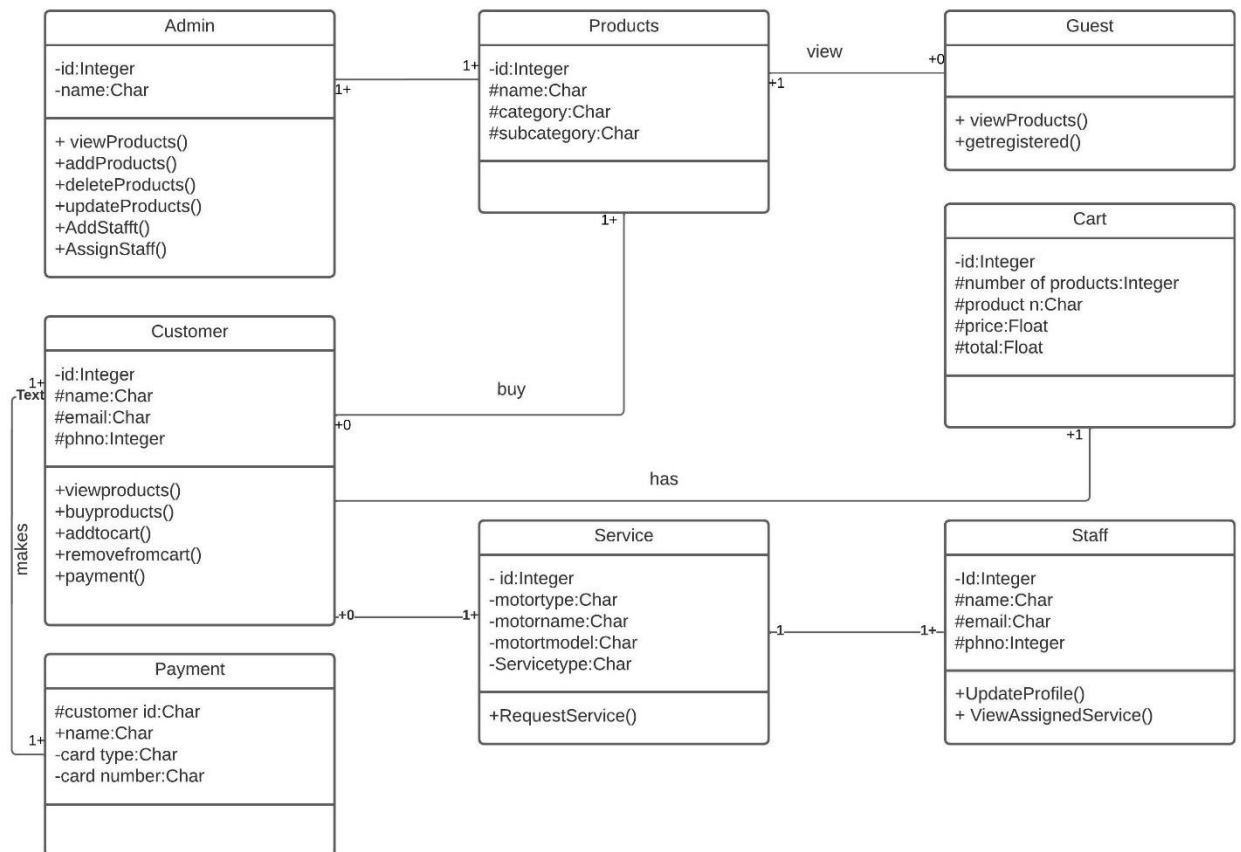 Admin
-id:Integer
-name:Char
+ viewProducts()
+addProducts()
+deleteProducts()
+updateProducts()
+AddStafft()
+AssignStaff()
1+
1+
Products
-id:Integer
#name:Char
#category:Char
#subcategory:Char
view
+1
+0
Guest
+ viewProducts()
+getregistered()
1+
buy
+0
Cart
-id:Integer
#number of products:Integer
#product n:Char
#price:Float
#total:Float
+1
has
Customer
-id:Integer
#name:Char
#email:Char
#phno:Integer
+viewproducts()
+buyproducts()
+addtocart()
+removefromcart()
+payment()
1+
Text
makes
1+
+0
1+
Service
- id:Integer
-motortype:Char
-motorname:Char
-motortmodel:Char
-Servicetype:Char
+RequestService()
1
1+
Staff
-Id:Integer
#name:Char
#email:Char
#phno:Integer
+UpdateProfile()
+ ViewAssignedService()
Payment
#customer id:Char
+name:Char
-card type:Char
-card number:Char